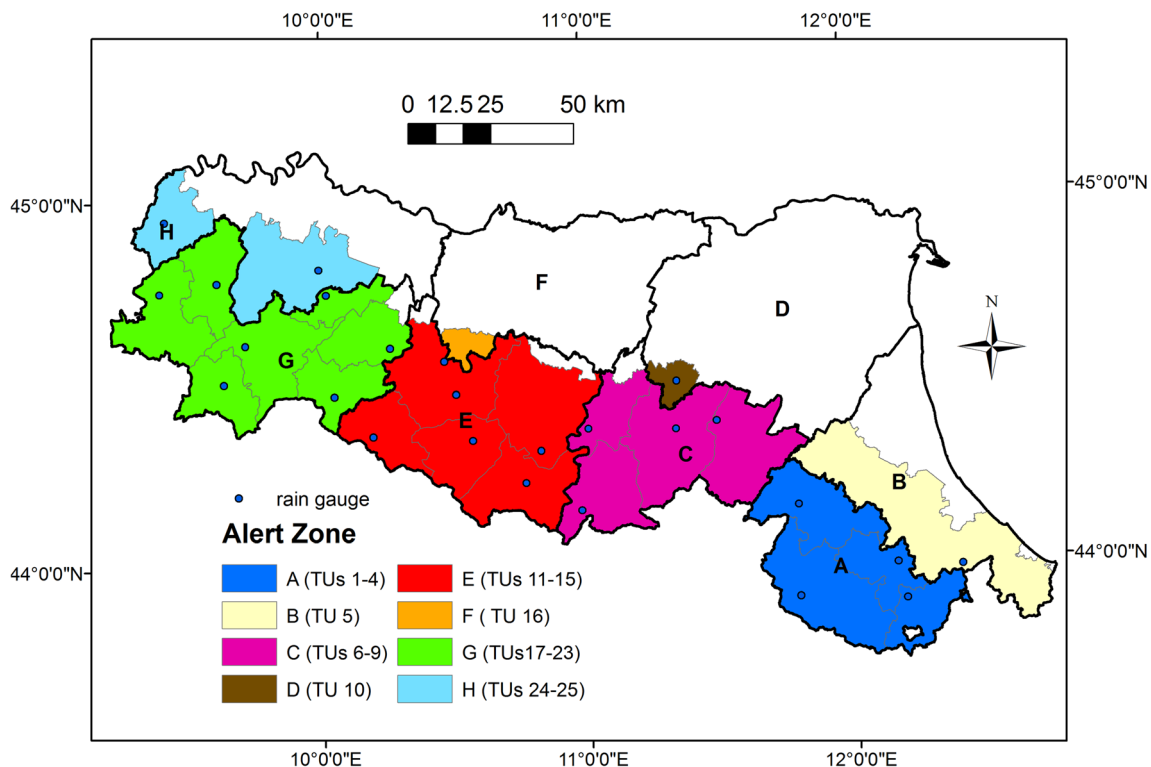 10°0'0"E 11°0'0"E 12°0'0"E
0 12.5 25 50 km
45°0'0"N 45°0'0"N
H
F
D
N
G
E
C
B
A
rain gauge
Alert Zone
44°0'0"N 44°0'0"N
A (TUs 1-4) E (TUs 11-15)
B (TU 5) F ( TU 16)
C (TUs 6-9) G (TUs17-23)
D (TU 10) H (TUs 24-25)
10°0'0"E 11°0'0"E 12°0'0"E